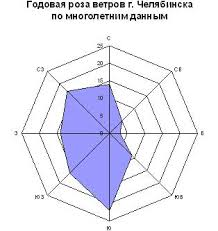 Годовая роза ветров г. Челябинска
по многолетним данным
С
25
20
15
СЗ
СВ
10
5
0
З
В
ЮЗ
ЮВ
Ю